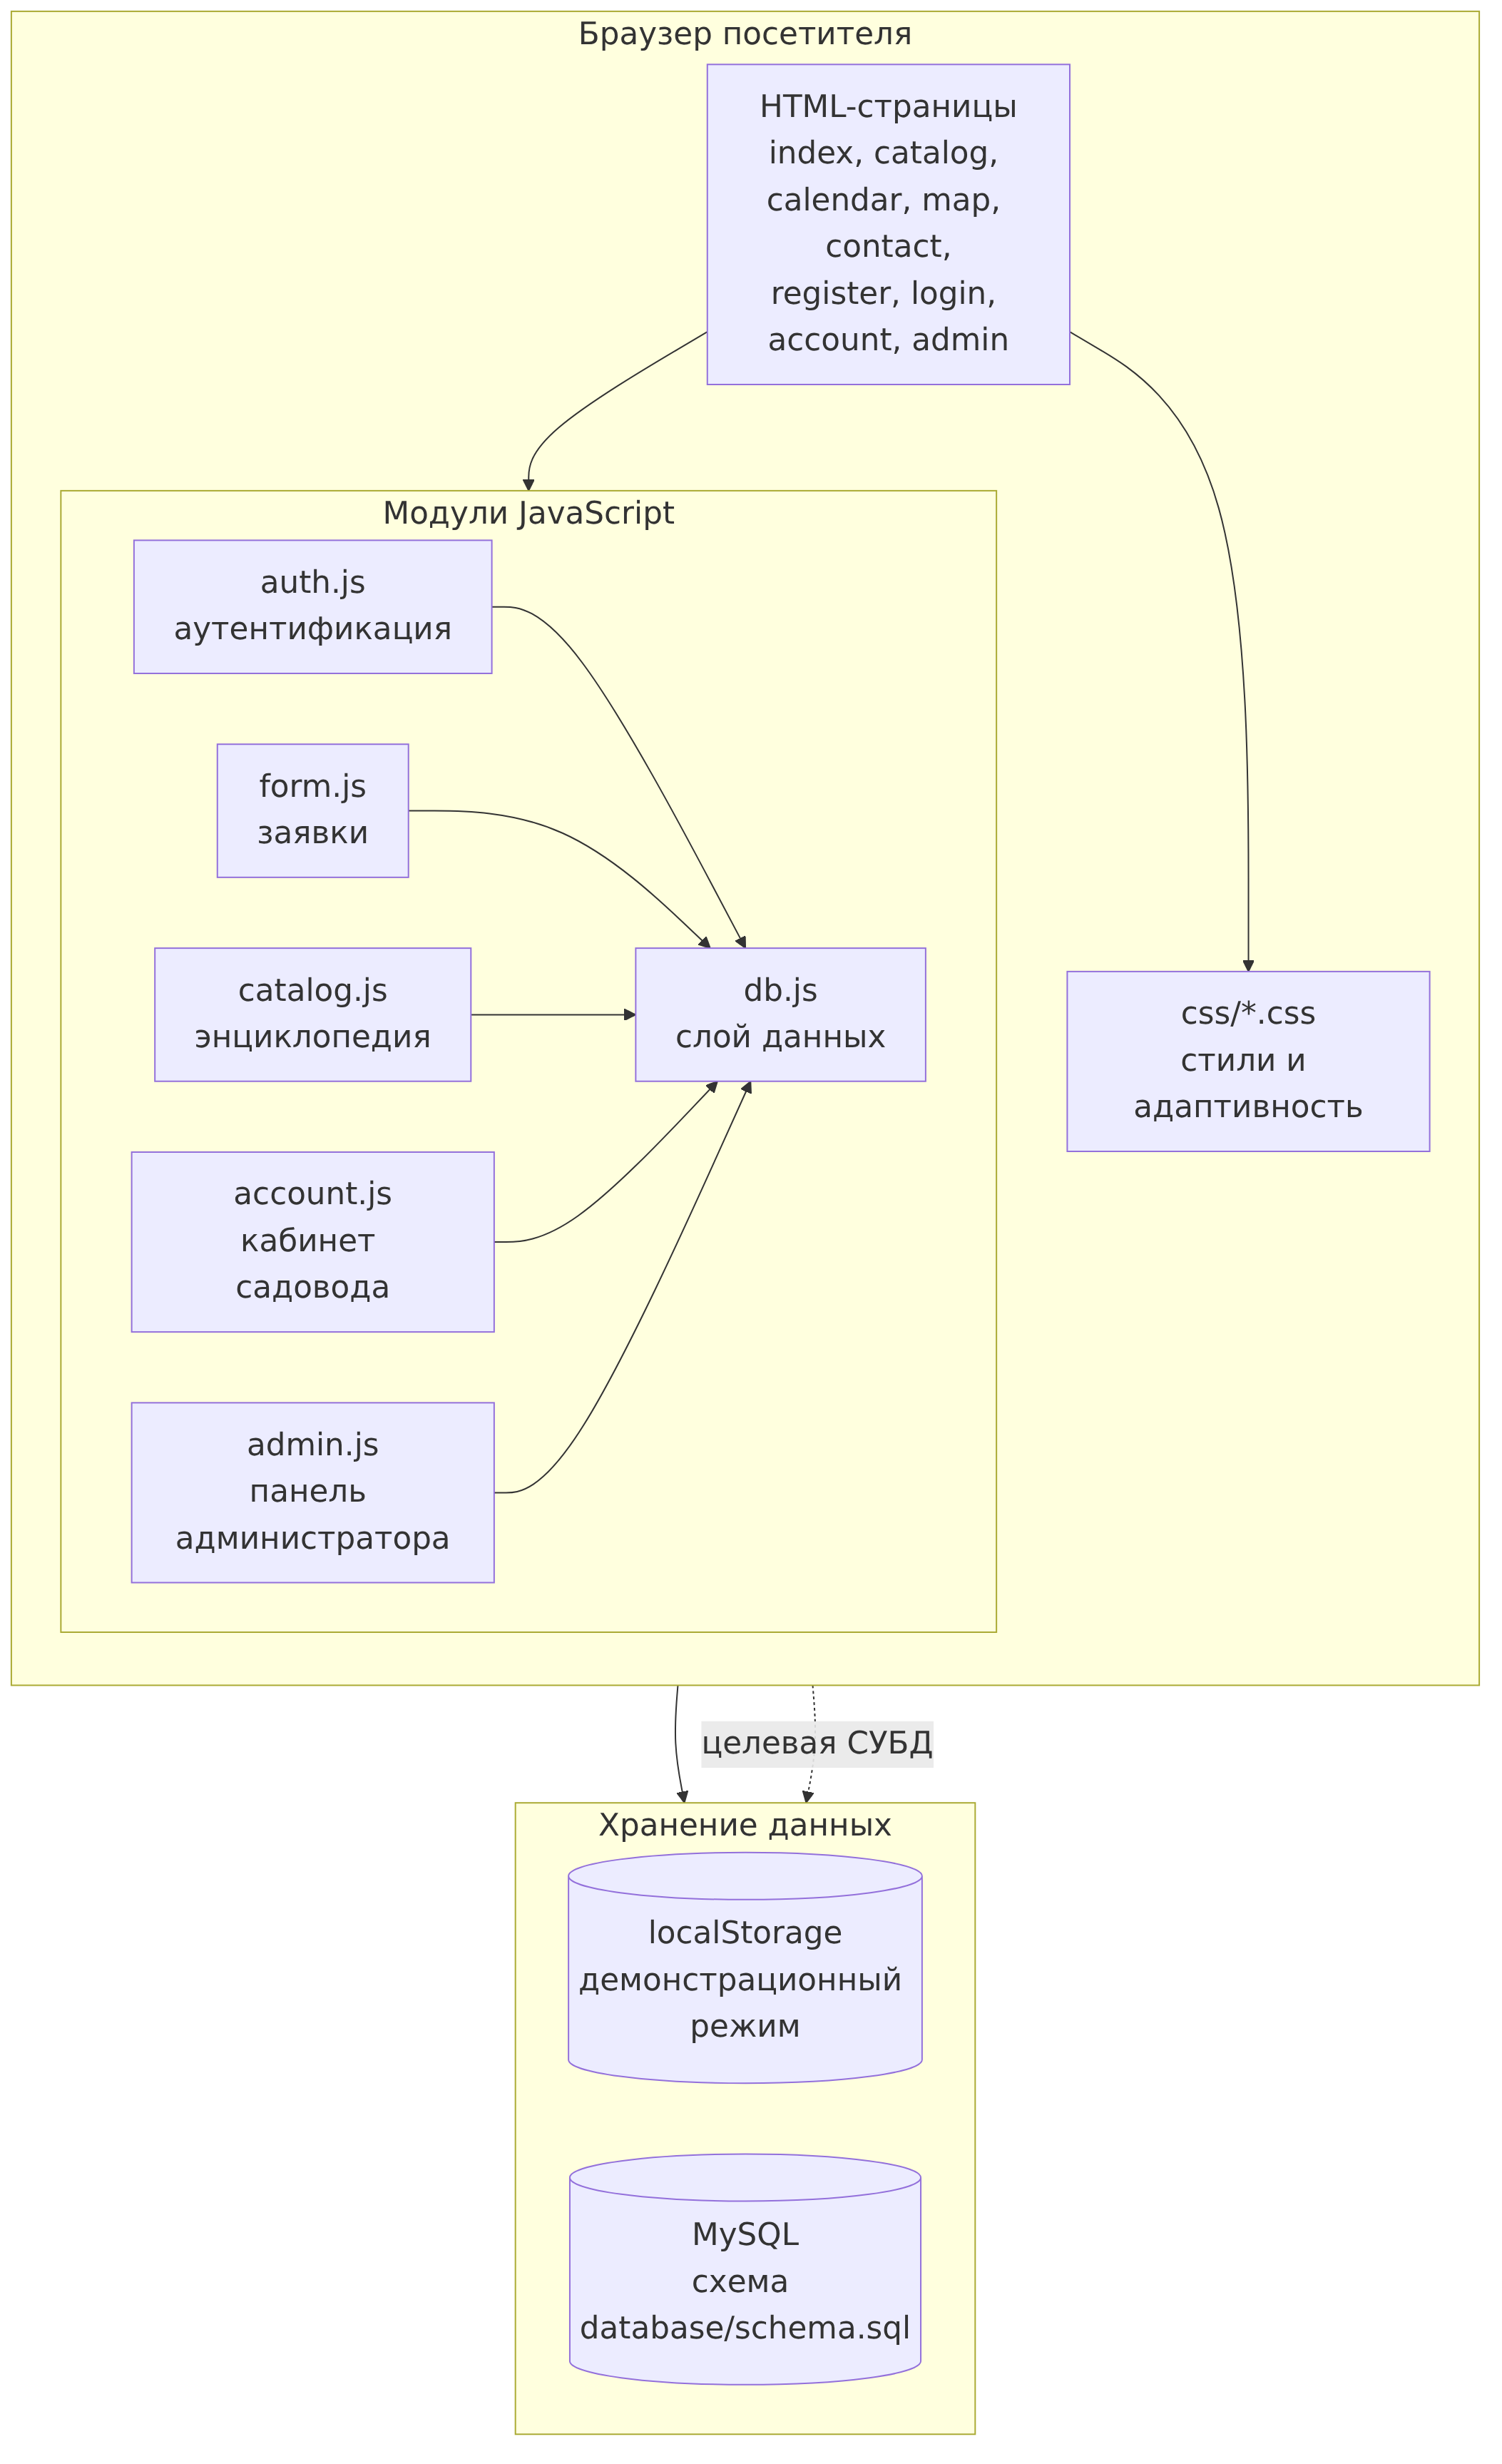 Браузер посетителя
HTML-страницы
index, catalog,
calendar, map,
contact,
register, login,
account, admin
Модули JavaScript
auth.js
аутентификация
form.js
заявки
catalog.js
энциклопедия
db.js
слой данных
css/*.css
стили и
адаптивность
account.js
кабинет
садовода
admin.js
панель
администратора
целевая СУБД
Хранение данных
localStorage
демонстрационный
режим
MySQL
схема
database/schema.sql